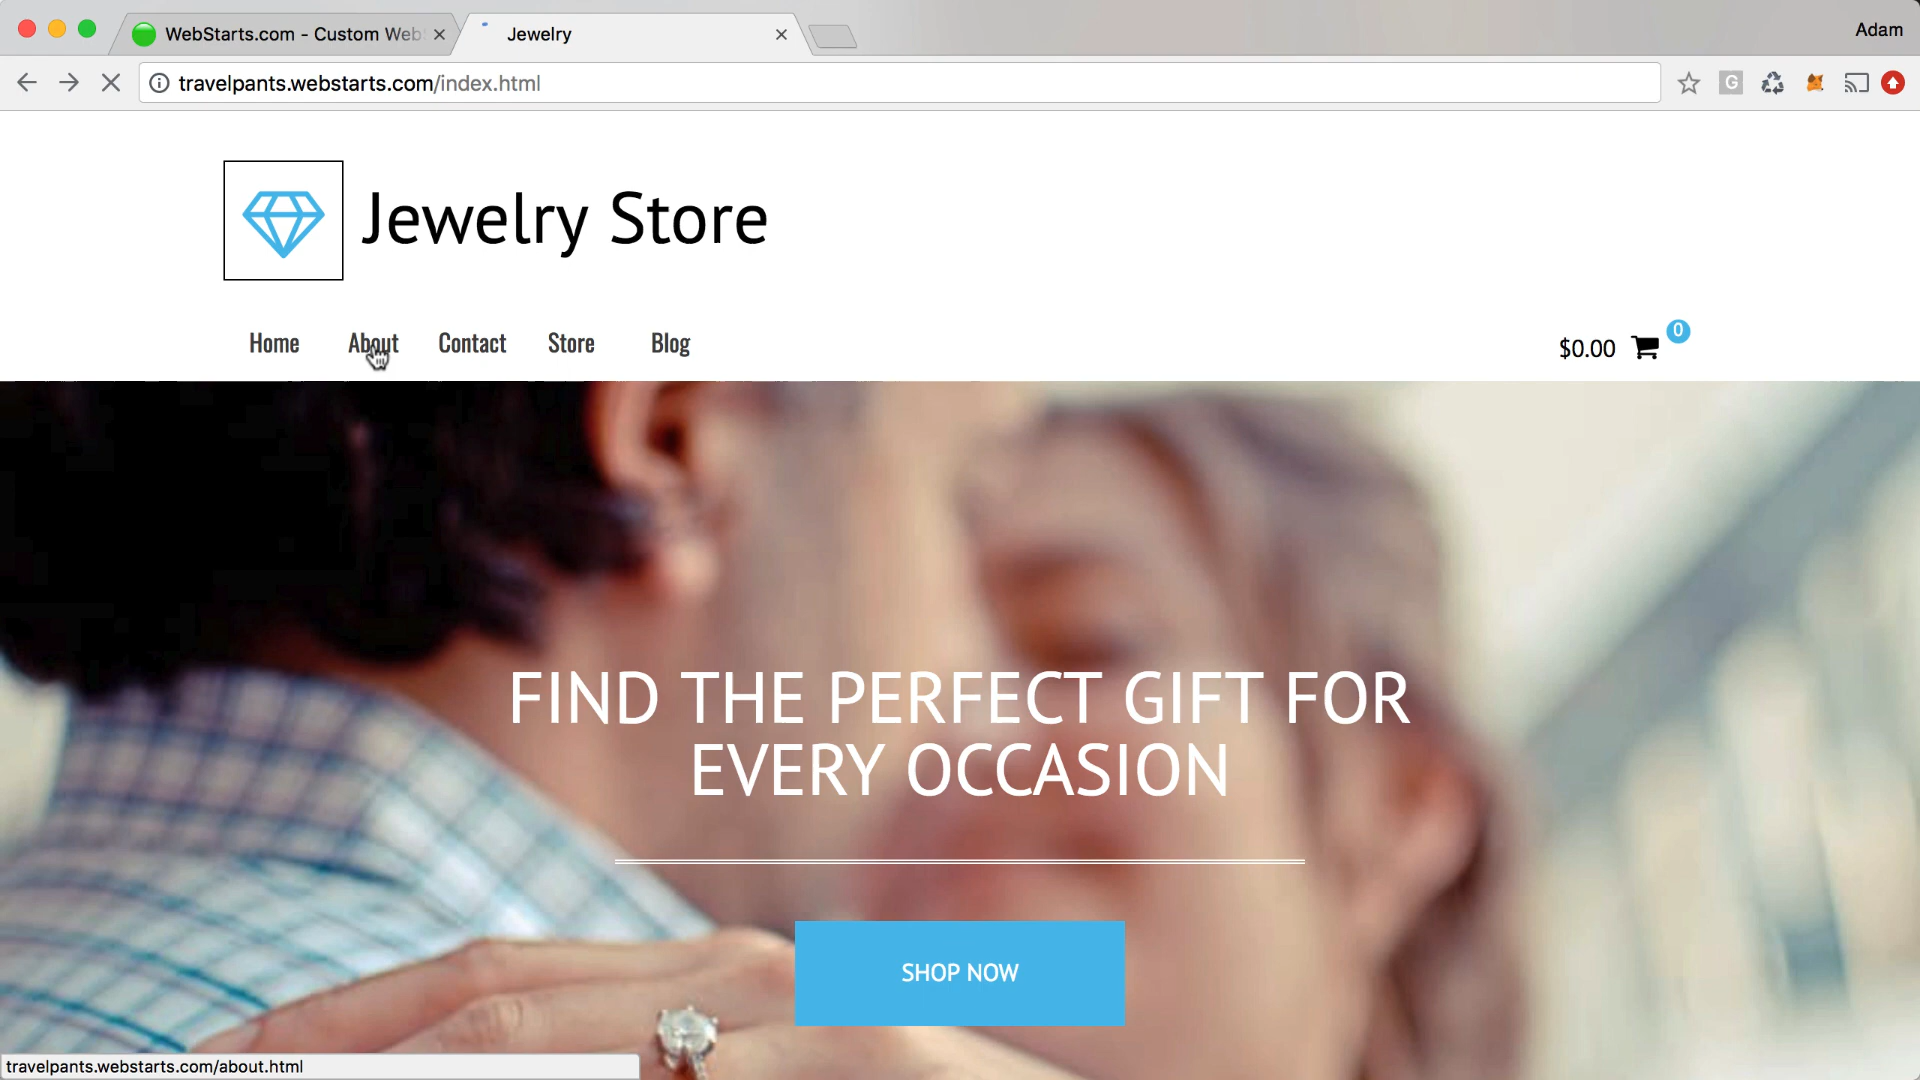 WebStarts.com - Custom Web
Jewelry
Adam
travelpants.webstarts.com/index.html
G
Jewelry Store
Home About Contact Store Blog
$0.00 0
FIND THE PERFECT GIFT FOR
EVERY OCCASION
SHOP NOW
travelpants.webstarts.com/about.html